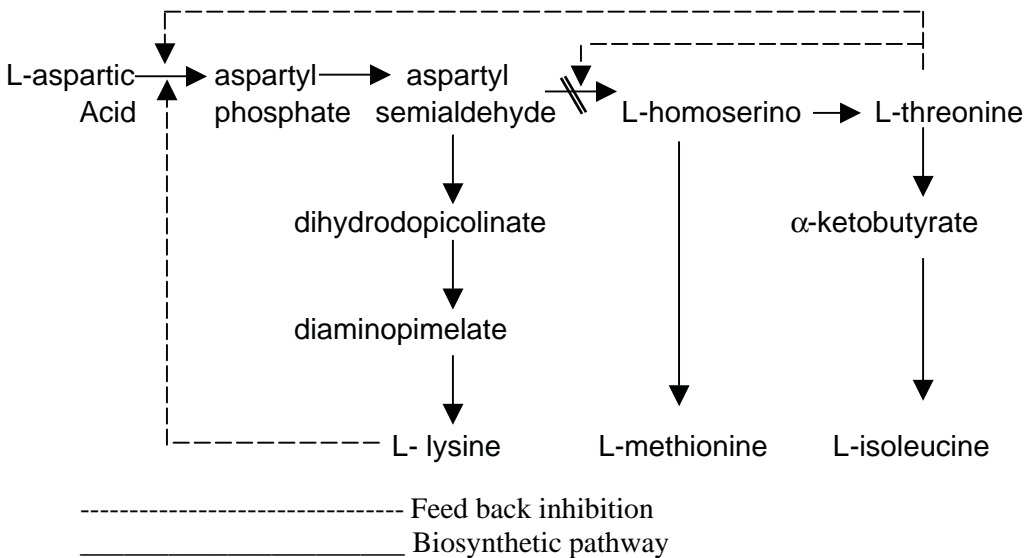 L-aspartic aspartyl aspartyl
Acid phosphate semialdehyde L-homoserino L-threonine
dihydrodopicolinate α-ketobutyrate
diaminopimelate
L- lysine L-methionine L-isoleucine
Feed back inhibition
Biosynthetic pathway